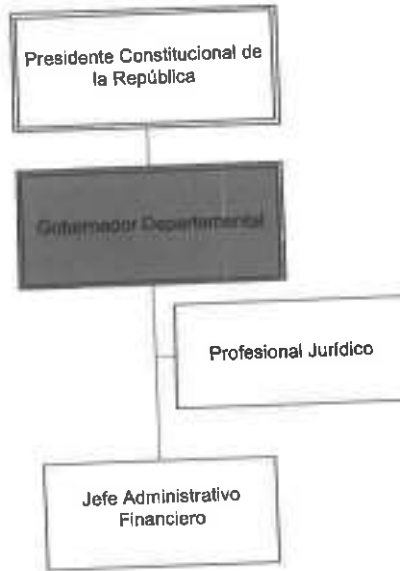 Presidente Constitucional de
la República
Gobernador Departamental
Profesional Jurídico
Jefe Administrativo
Financiero